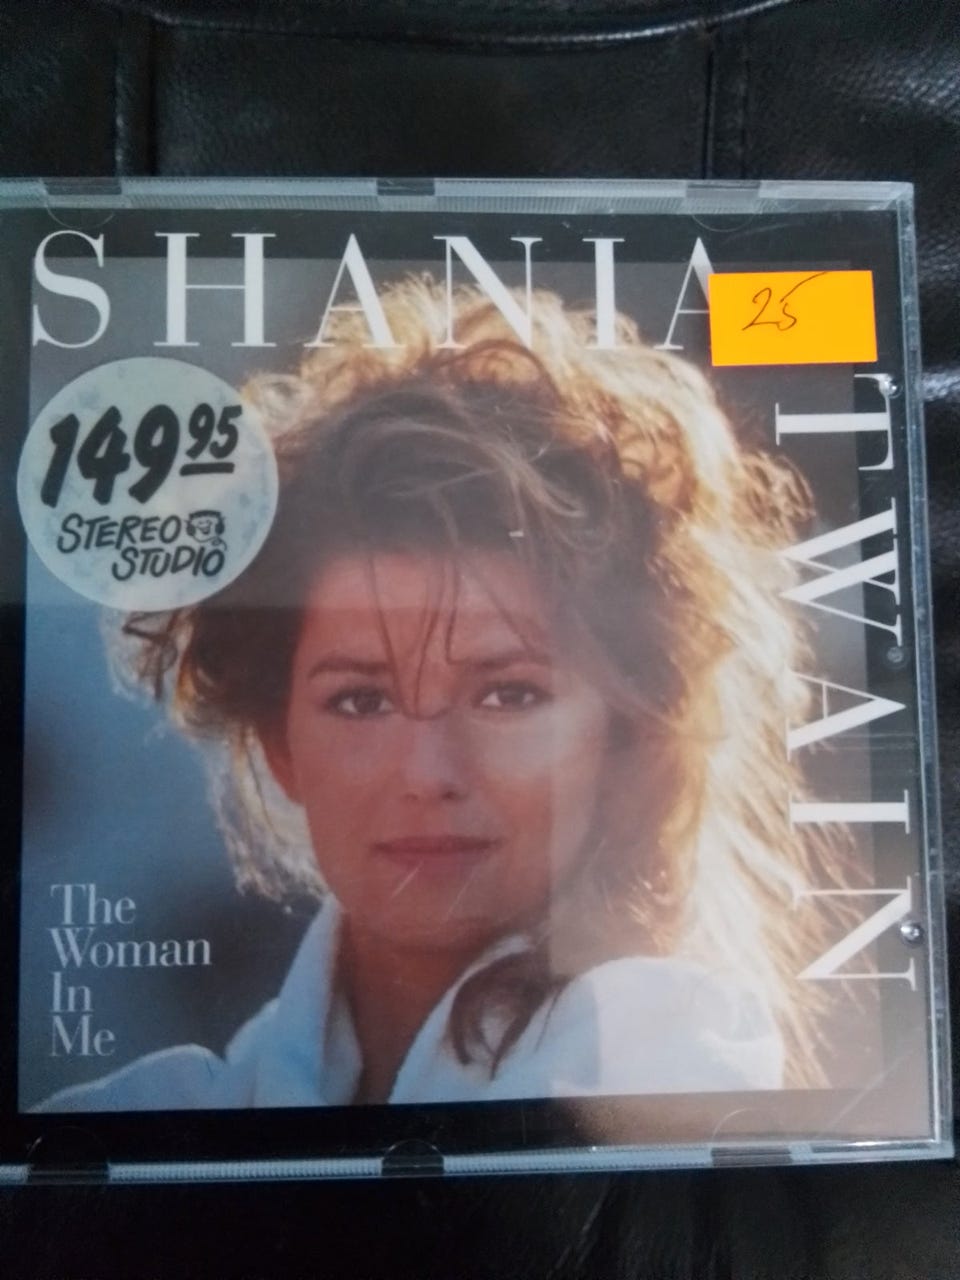 SHANIA
25
TWAIN®
149 95
STEREO
STUDIO
The
Woman
In
Me